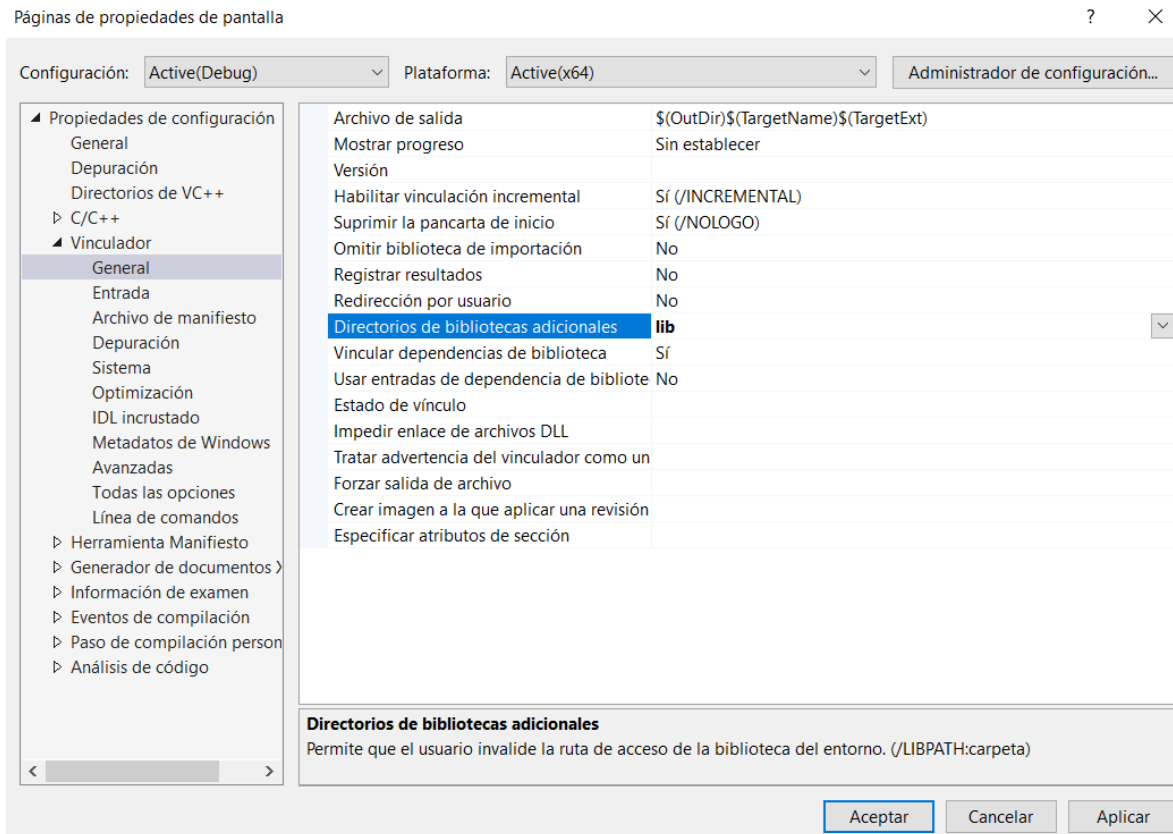 Páginas de propiedades de pantalla ? ×
Configuración: Active(Debug) Plataforma: Active(x64) Administrador de configuración...
Propiedades de configuración
General
Depuración
Directorios de VC++
C/C++
Vinculador
General
Entrada
Archivo de manifiesto
Depuración
Sistema
Optimización
IDL incrustado
Metadatos de Windows
Avanzadas
Todas las opciones
Línea de comandos
Herramienta Manifiesto
Generador de documentos X
Información de examen
Eventos de compilación
Paso de compilación person
Análisis de código
Archivo de salida $(OutDir)$(TargetName)$(TargetExt)
Mostrar progreso Sin establecer
Versión
Habilitar vinculación incremental Sí (/INCREMENTAL)
Suprimir la pancarta de inicio Sí (/NOLOGO)
Omitir biblioteca de importación No
Registrar resultados No
Redirección por usuario No
Directorios de bibliotecas adicionales lib
Vincular dependencias de biblioteca Sí
Usar entradas de dependencia de bibliote No
Estado de vínculo
Impedir enlace de archivos DLL
Tratar advertencia del vinculador como un
Forzar salida de archivo
Crear imagen a la que aplicar una revisión
Especificar atributos de sección
Directorios de bibliotecas adicionales
Permite que el usuario invalide la ruta de acceso de la biblioteca del entorno. (/LIBPATH:carpeta)
Aceptar Cancelar Aplicar